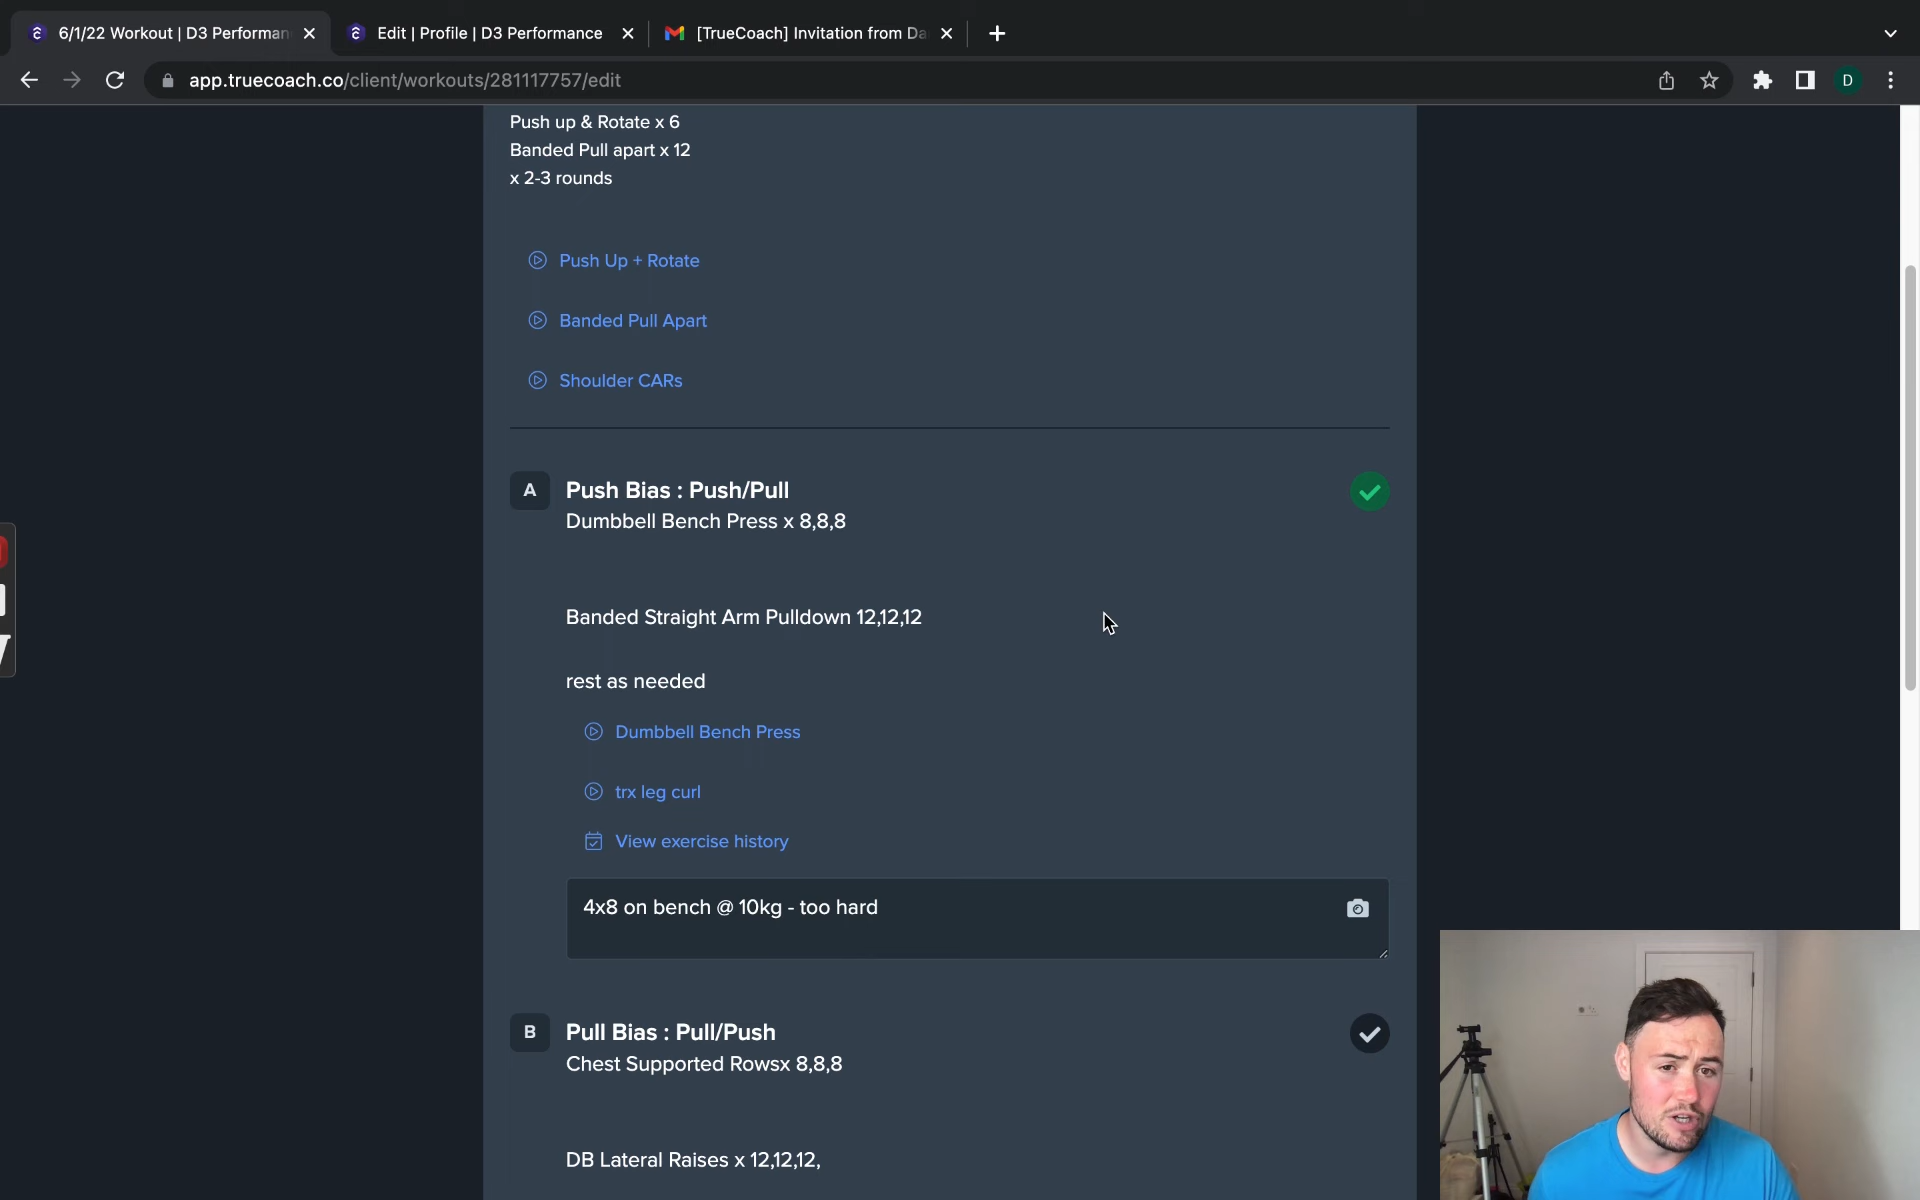 6/1/22 Workout | D3 Performan
Edit | Profile | D3 Performance
[TrueCoach] Invitation from Da
app.truecoach.co/client/workouts/281117757/edit
D
Push up & Rotate x 6
Banded Pull apart x 12
x 2-3 rounds
Push Up + Rotate
Banded Pull Apart
Shoulder CARs
A
Push Bias : Push/Pull
Dumbbell Bench Press x 8,8,8
Banded Straight Arm Pulldown 12,12,12
rest as needed
Dumbbell Bench Press
trx leg curl
View exercise history
4x8 on bench @ 10kg - too hard
B
Pull Bias : Pull/Push
Chest Supported Rowsx 8,8,8
DB Lateral Raises x 12,12,12,